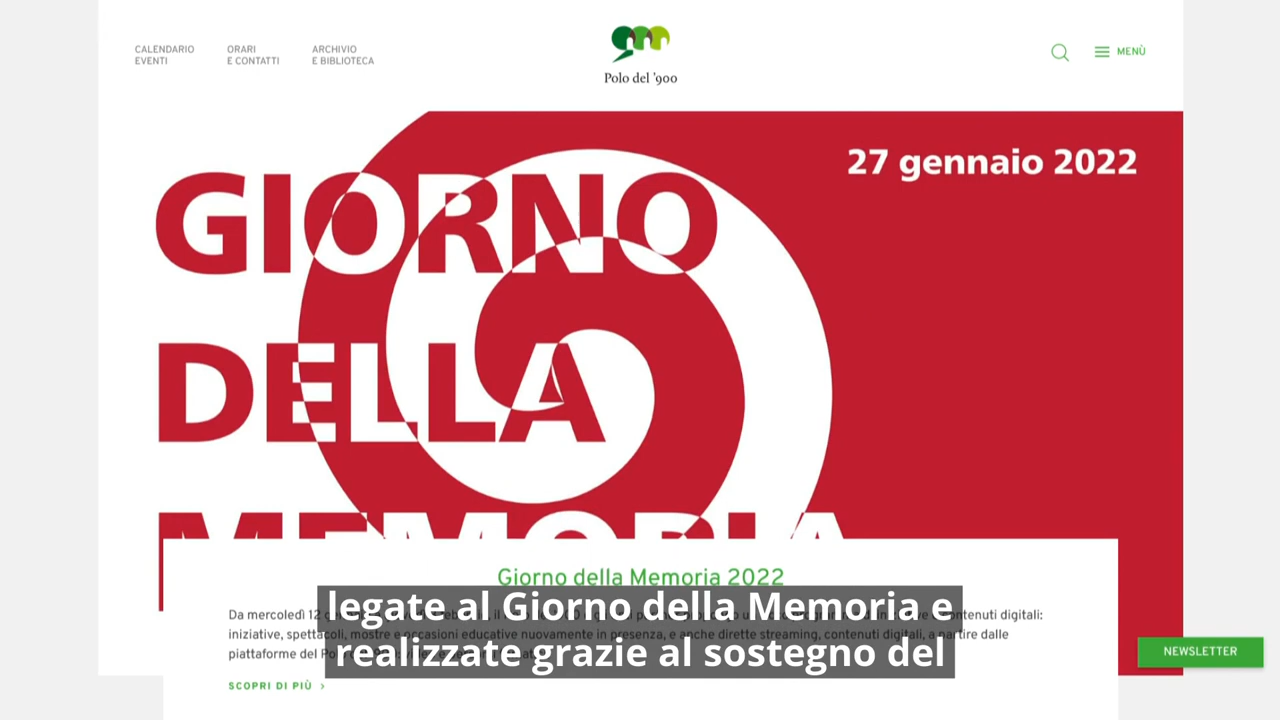 CALENDARIO
EVENTI
ORARI
E CONTATTI
ARCHIVIO
E BIBLIOTECA
Polo del '900
MENÙ
27 gennaio 2022
GIORNO
DELLA
MEMORIA
Giorno della Memoria 2022
legate al Giorno della Memoria e
realizzate grazie al sostegno del
Da mercoledì 12
contenuti digitali:
iniziative, spettacoli, mostre e occasioni educative nuovamente in presenza, e anche dirette streaming, contenuti digitali, a partire dalle
piattaforme del
SCOPRI DI PIÙ >
NEWSLETTER